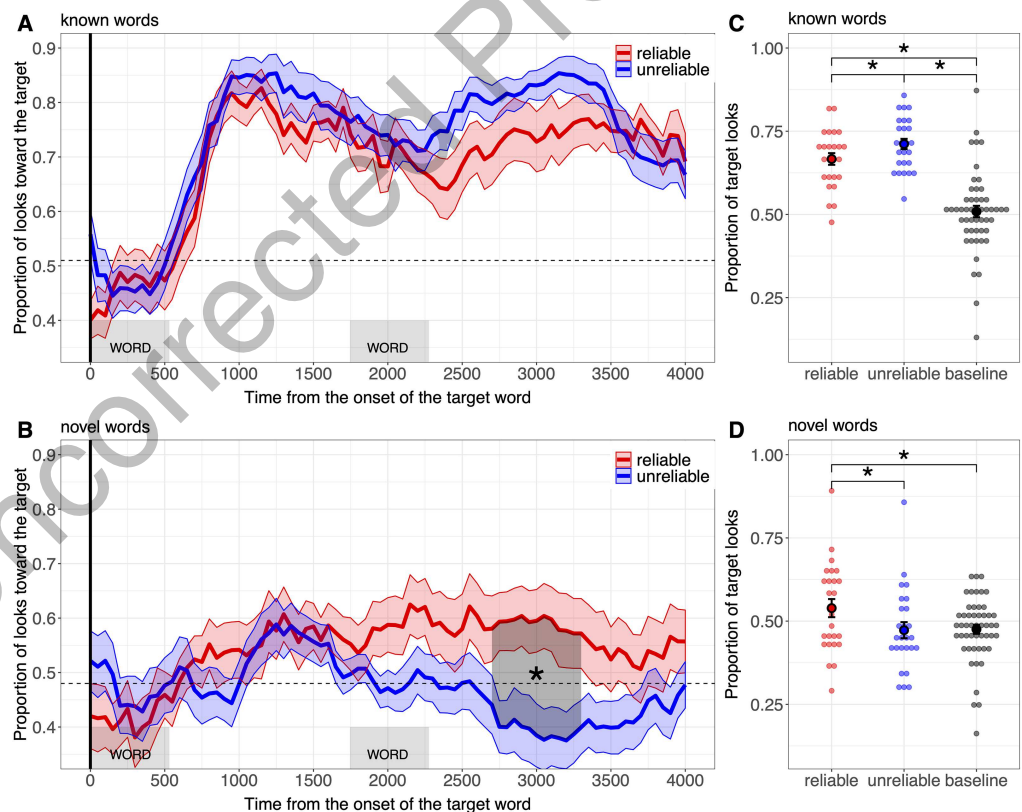 A
known words
Proportion of looks toward the target
0.9
0.8
0.7
0.6
0.5
0.4
reliable
unreliable
*
WORD
WORD
0 500 1000 1500 2000 2500 3000 3500 4000
Time from the onset of the target word
C
known words
Proportion of target looks
1.00
0.75
0.50
0.25
*
* *
reliable unreliable baseline
B
novel words
Proportion of looks toward the target
0.9
0.8
0.7
0.6
0.5
0.4
reliable
unreliable
*
WORD
WORD
0 500 1000 1500 2000 2500 3000 3500 4000
Time from the onset of the target word
D
novel words
Proportion of target looks
1.00
0.75
0.50
0.25
*
*
reliable unreliable baseline
ncorrected Pr